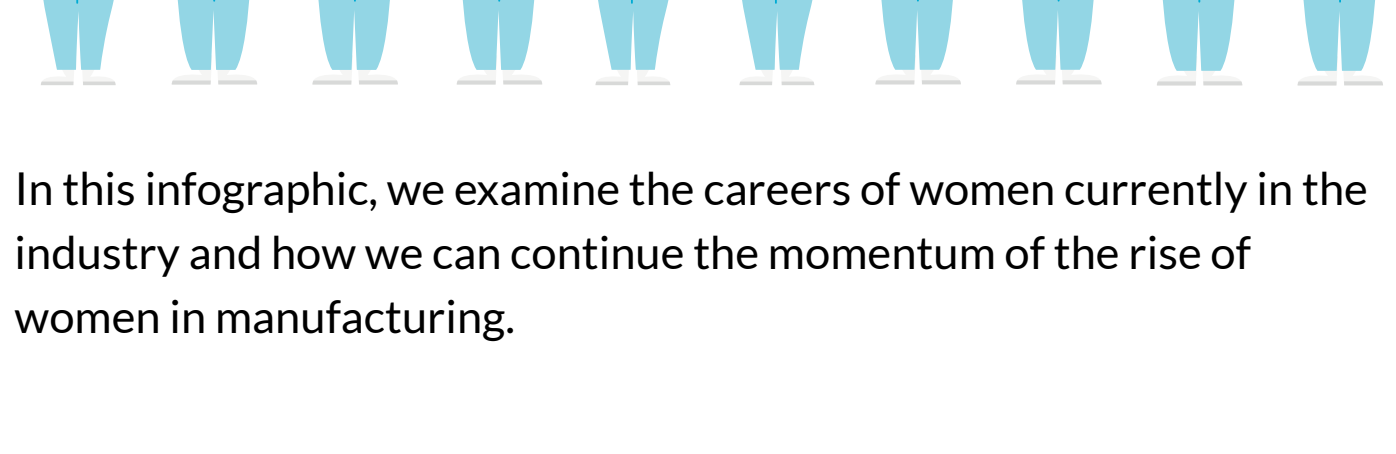 In this infographic, we examine the careers of women currently in the
industry and how we can continue the momentum of the rise of
women in manufacturing.